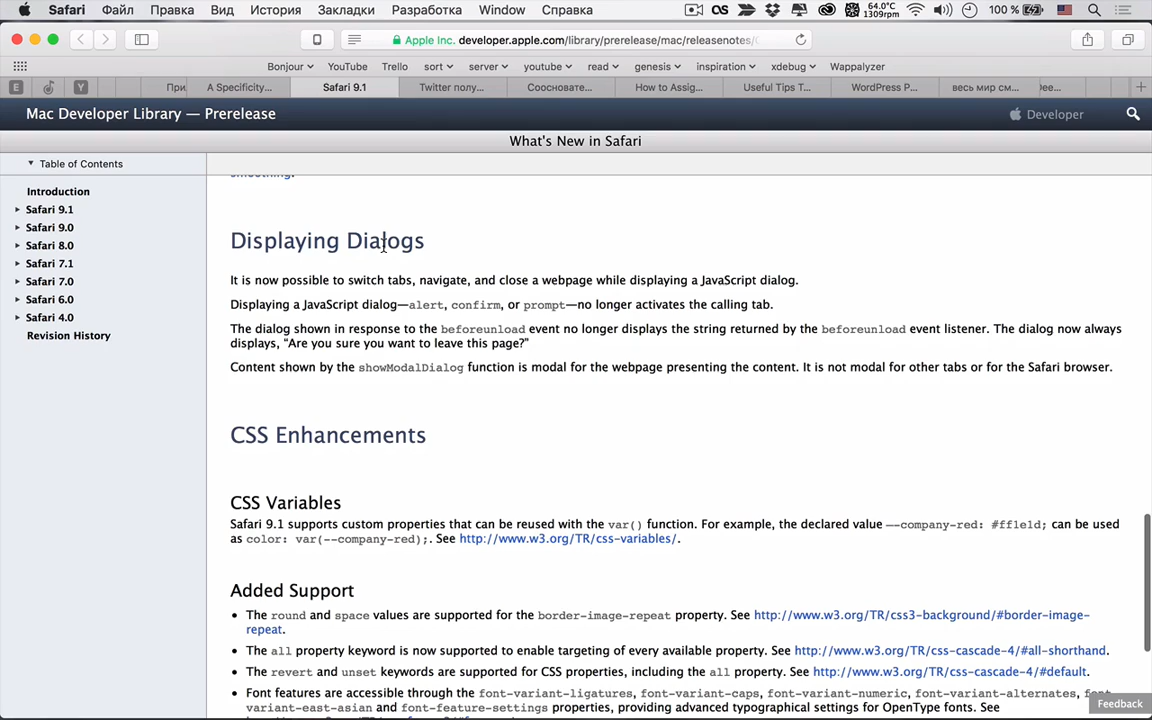 Safari Файл Правка Вид История Закладки Разработка Window Справка 64.0°C 1309rpm 100 %
Apple Inc. developer.apple.com/library/prerelease/mac/releasenotes/
Bonjour YouTube Trello sort server youtube read genesis inspiration xdebug Wappalyzer
E Y При A Specificity... Safari 9.1 Twitter полу... Сооснование... How to Assig... Useful Tips T... WordPress P... весь мир см...
Mac Developer Library — Prerelease Developer
What's New in Safari
Table of Contents
Introduction
Safari 9.1
Safari 9.0
Safari 8.0
Safari 7.1
Safari 7.0
Safari 6.0
Safari 4.0
Revision History
smoothing.
Displaying Dialogs
It is now possible to switch tabs, navigate, and close a webpage while displaying a JavaScript dialog.
Displaying a JavaScript dialog—alert, confirm, or prompt—no longer activates the calling tab.
The dialog shown in response to the beforeunload event no longer displays the string returned by the beforeunload event listener. The dialog now always
displays, “Are you sure you want to leave this page?”
Content shown by the showModalDialog function is modal for the webpage presenting the content. It is not modal for other tabs or for the Safari browser.
CSS Enhancements
CSS Variables
Safari 9.1 supports custom properties that can be reused with the var() function. For example, the declared value --company-red: #ff1e1d; can be used
as color: var(--company-red);. See http://www.w3.org/TR/css-variables/.
Added Support
• The round and space values are supported for the border-image-repeat property. See http://www.w3.org/TR/css3-background/#border-image-
repeat.
• The all property keyword is now supported to enable targeting of every available property. See http://www.w3.org/TR/css-cascade-4/#all-shorthand.
• The revert and unset keywords are supported for CSS properties, including the all property. See http://www.w3.org/TR/css-cascade-4/#default.
• Font features are accessible through the font-variant-ligatures, font-variant-caps, font-variant-numeric, font-variant-alternates, font-
variant-east-asian and font-feature-settings properties, providing advanced typographical settings for OpenType fonts. See
Feedback